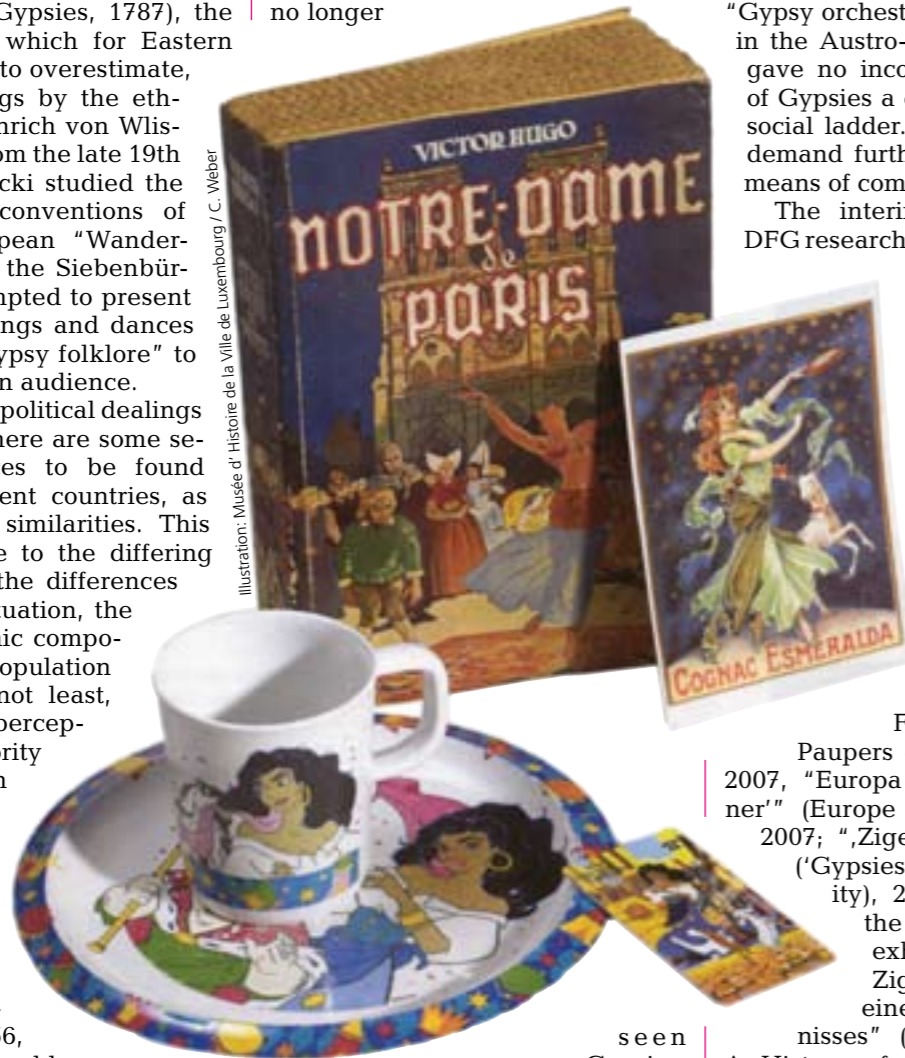 Gypsies, 1787), the
which for Eastern
to overestimate,
gs by the eth-
nrich von Wlis-
om the late 19th
cki studied the
conventions of
pean “Wander-
the Siebenbür-
mpted to present
ngs and dances
ypsy folklore” to
n audience.
political dealings
here are some se-
es to be found
ent countries, as
similarities. This
e to the differing
the differences
tuation, the
ic compo-
opulation
not least,
percep-
rity
n
66,
no longer
Illustration: Musée d’ Histoire de la Ville de Luxembourg / C. Weber
VICTOR HUGO
NOTRE-DAME
de
PARIS
COGNAC ESMERALDA
seen
“Gypsy orchest
in the Austro-
gave no inco
of Gypsies a
social ladder.
demand furth
means of com
The interi
DFG research
F
Paupers
2007, “Europa
ner’” (Europe
2007; “‚Zige
(‘Gypsies
ity), 2
the
exh
Zig
eine
nisses” (